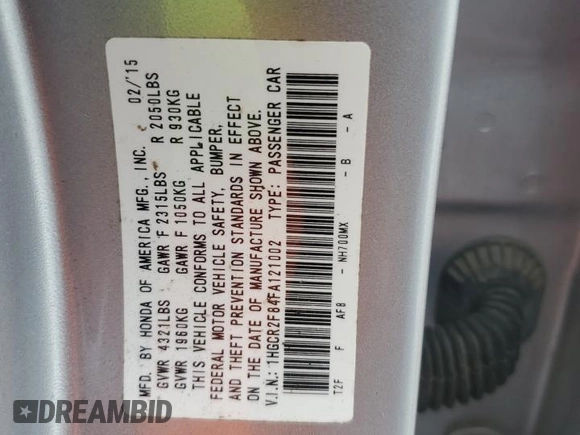 MFD. BY HONDA OF AMERICA MFG., INC. 02/'15
GVWR 4321LBS GAWR F 2315LBS R 2050LBS
GVWR 1960KG GAWR F 1050KG R 930KG
THIS VEHICLE CONFORMS TO ALL APPLICABLE
FEDERAL MOTOR VEHICLE SAFETY, BUMPER,
AND THEFT PREVENTION STANDARDS IN EFFECT
ON THE DATE OF MANUFACTURE SHOWN ABOVE.
V.I.N.: 1HGCR2F84FA121002 TYPE: PASSENGER CAR
T2F F AF8 - NH700MX - B - A
DREAMBID